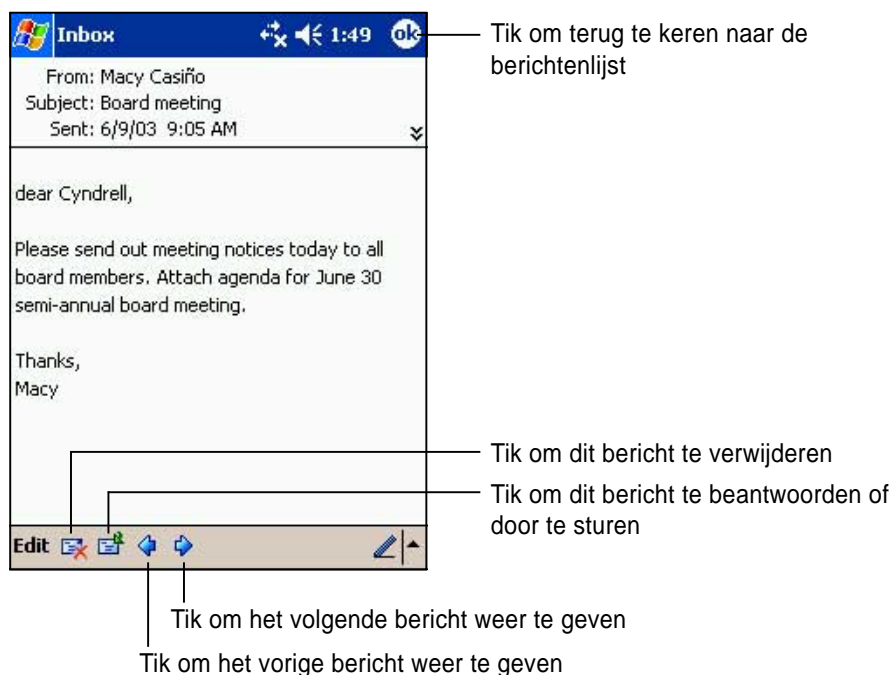 Inbox 1:49 ok
Tik om terug te keren naar de
berichtenlijst
From: Macy Casiño
Subject: Board meeting
Sent: 6/9/03 9:05 AM
dear Cyndrell,
Please send out meeting notices today to all
board members. Attach agenda for June 30
semi-annual board meeting.
Thanks,
Macy
Tik om dit bericht te verwijderen
Tik om dit bericht te beantwoorden of
door te sturen
Edit
Tik om het volgende bericht weer te geven
Tik om het vorige bericht weer te geven